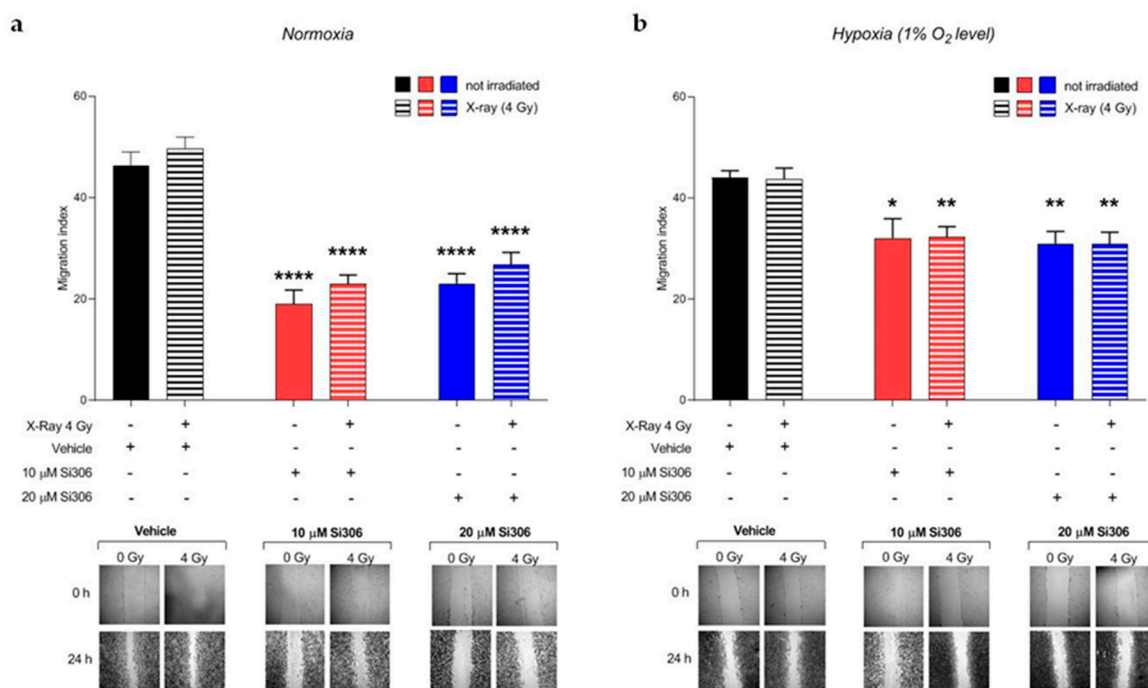 a
Normoxia
not irradiated
X-ray (4 Gy)
60
40
20
0
Migration index
****
****
****
****
X-Ray 4 Gy - + - + - +
Vehicle + + - - - -
10 µM Si306 - - + + - -
20 µM Si306 - - - - + +
Vehicle 10 µM Si306 20 µM Si306
0 Gy 4 Gy 0 Gy 4 Gy 0 Gy 4 Gy
0 h
24 h
b
Hypoxia (1% O₂ level)
not irradiated
X-ray (4 Gy)
60
40
20
0
Migration index
*
**
**
**
X-Ray 4 Gy - + - + - +
Vehicle + + - - - -
10 µM Si306 - - + + - -
20 µM Si306 - - - - + +
Vehicle 10 µM Si306 20 µM Si306
0 Gy 4 Gy 0 Gy 4 Gy 0 Gy 4 Gy
0 h
24 h